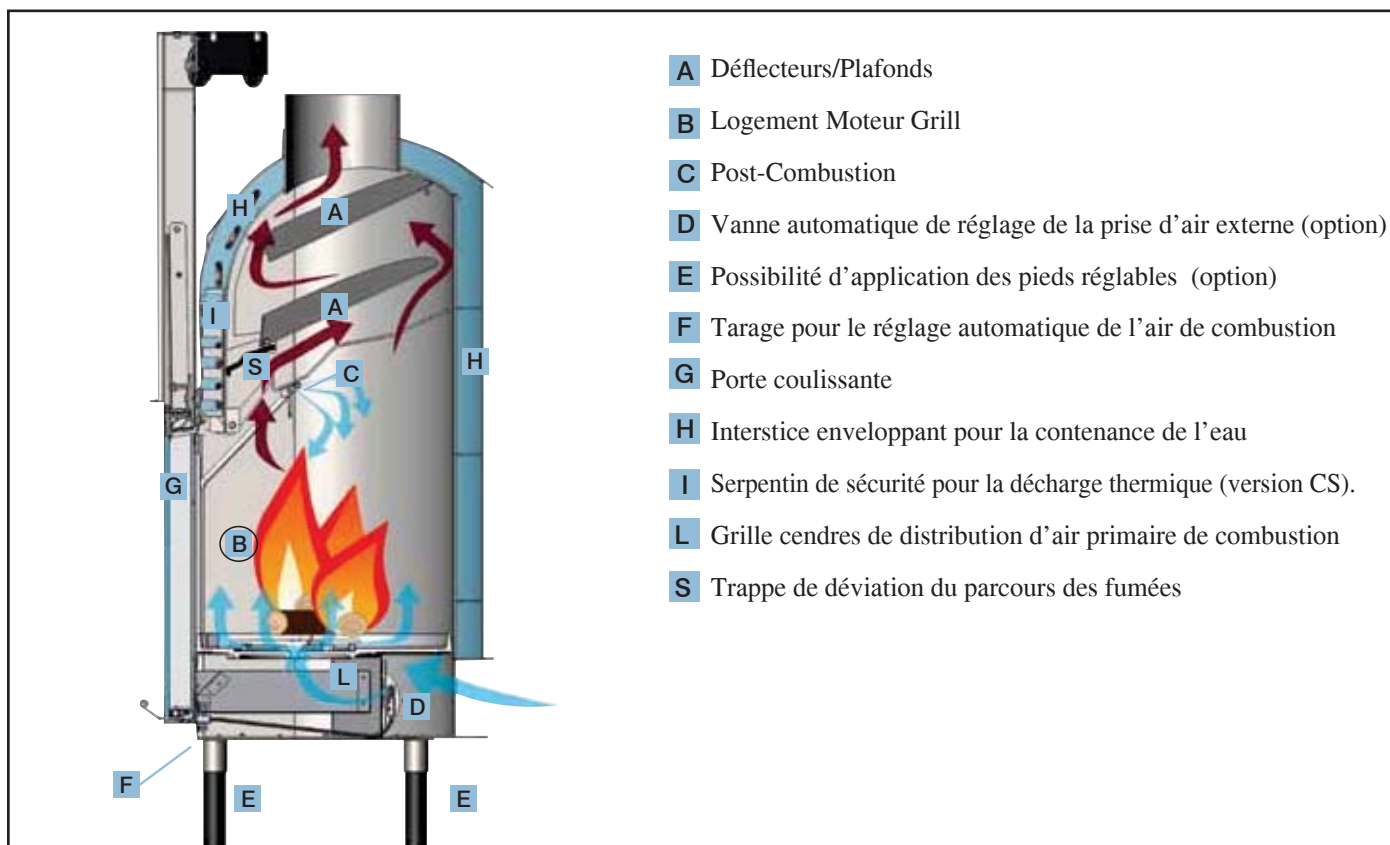 H
A
I
A
S
C
H
G
B
L
D
F
E
E
A Déflecteurs/Plafonds
B Logement Moteur Grill
C Post-Combustion
D Vanne automatique de réglage de la prise d’air externe (option)
E Possibilité d’application des pieds réglables (option)
F Tarage pour le réglage automatique de l’air de combustion
G Porte coulissante
H Interstice enveloppant pour la contenance de l’eau
I Serpentin de sécurité pour la décharge thermique (version CS).
L Grille cendres de distribution d’air primaire de combustion
S Trappe de déviation du parcours des fumées